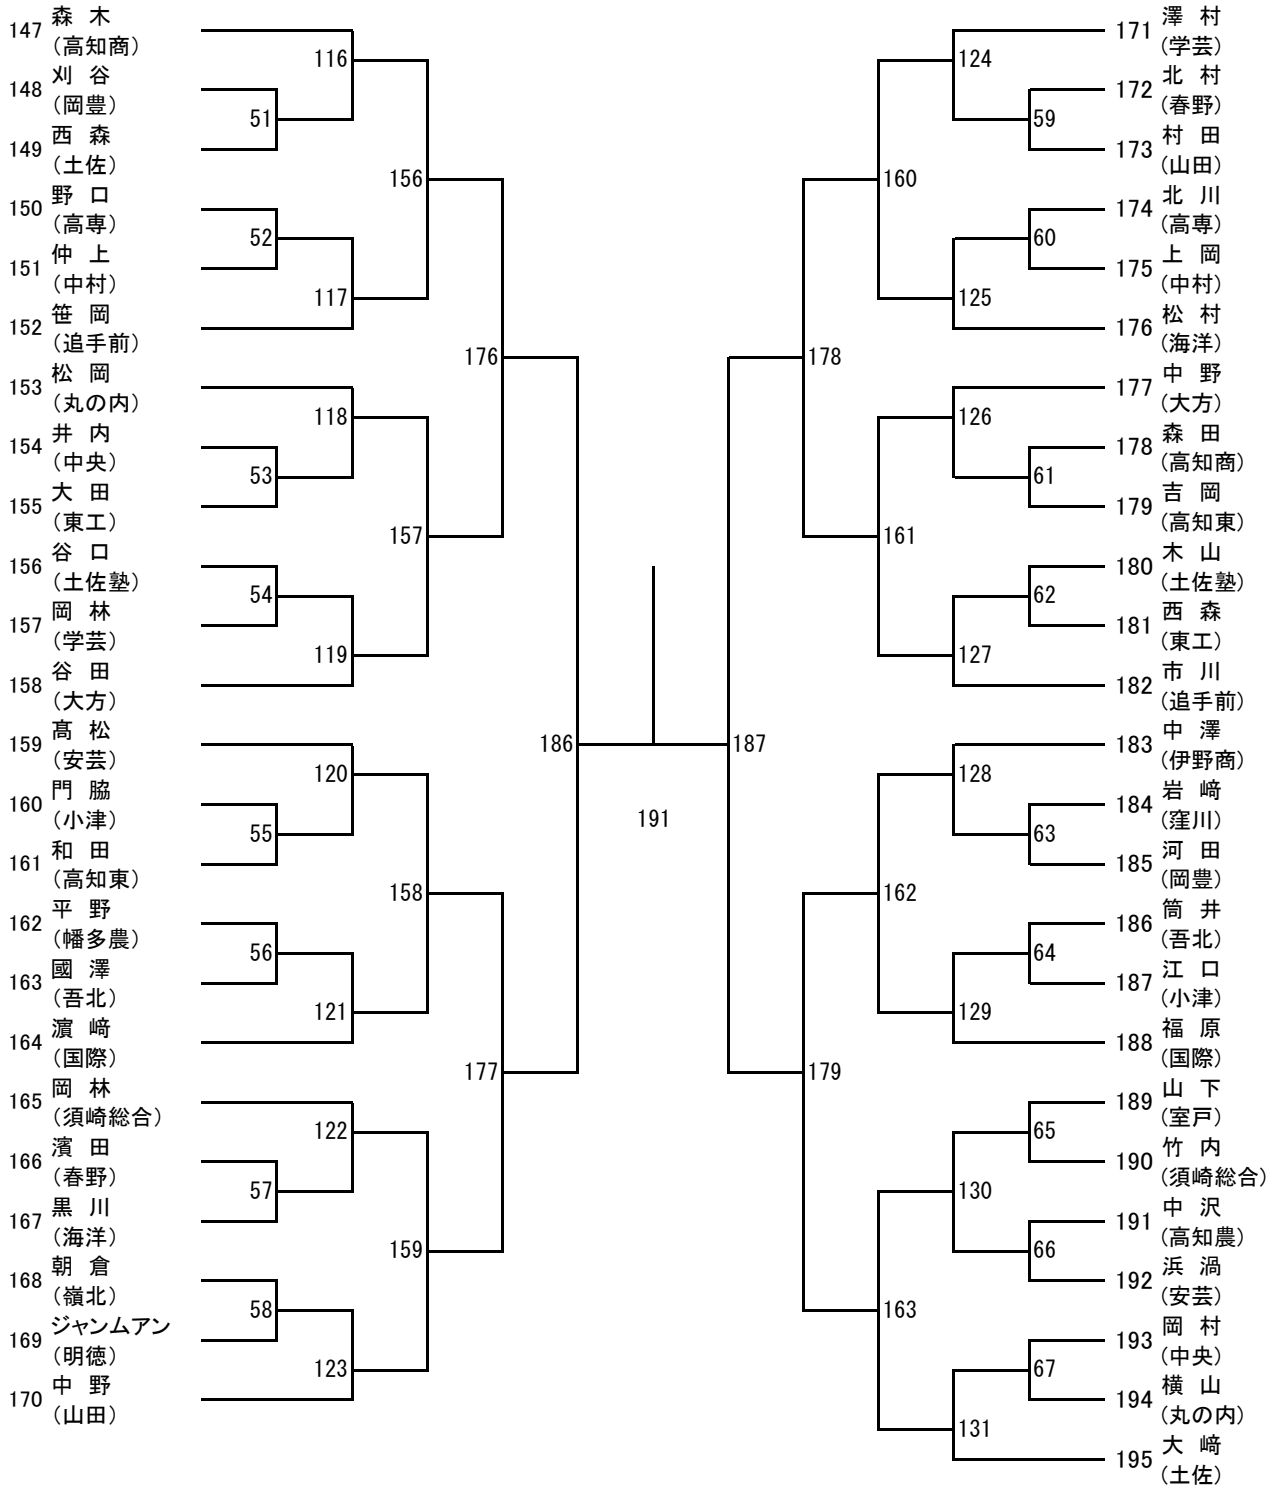 147 森 木
(高知商)
148 刈 谷
(岡豊)
149 西 森
(土佐)
150 野 口
(高専)
151 仲 上
(中村)
152 笹 岡
(追手前)
153 松 岡
(丸の内)
154 井 内
(中央)
155 大 田
(東工)
156 谷 口
(土佐塾)
157 岡 林
(学芸)
158 谷 田
(大方)
159 髙 松
(安芸)
160 門 脇
(小津)
161 和 田
(高知東)
162 平 野
(幡多農)
163 國 澤
(吾北)
164 濵 﨑
(国際)
165 岡 林
(須崎総合)
166 濱 田
(春野)
167 黒 川
(海洋)
168 朝 倉
(嶺北)
169 ジャンムアン
(明徳)
170 中 野
(山田)
51
52
53
54
55
56
57
58
116
117
118
119
120
121
122
123
156
157
158
159
176
177
186
191
187
178
179
160
161
162
163
124
125
126
127
128
129
130
131
59
60
61
62
63
64
65
66
67
171 澤 村
(学芸)
172 北 村
(春野)
173 村 田
(山田)
174 北 川
(高専)
175 上 岡
(中村)
176 松 村
(海洋)
177 中 野
(大方)
178 森 田
(高知商)
179 吉 岡
(高知東)
180 木 山
(土佐塾)
181 西 森
(東工)
182 市 川
(追手前)
183 中 澤
(伊野商)
184 岩 﨑
(窪川)
185 河 田
(岡豊)
186 筒 井
(吾北)
187 江 口
(小津)
188 福 原
(国際)
189 山 下
(室戸)
190 竹 内
(須崎総合)
191 中 沢
(高知農)
192 浜 渦
(安芸)
193 岡 村
(中央)
194 横 山
(丸の内)
195 大 﨑
(土佐)